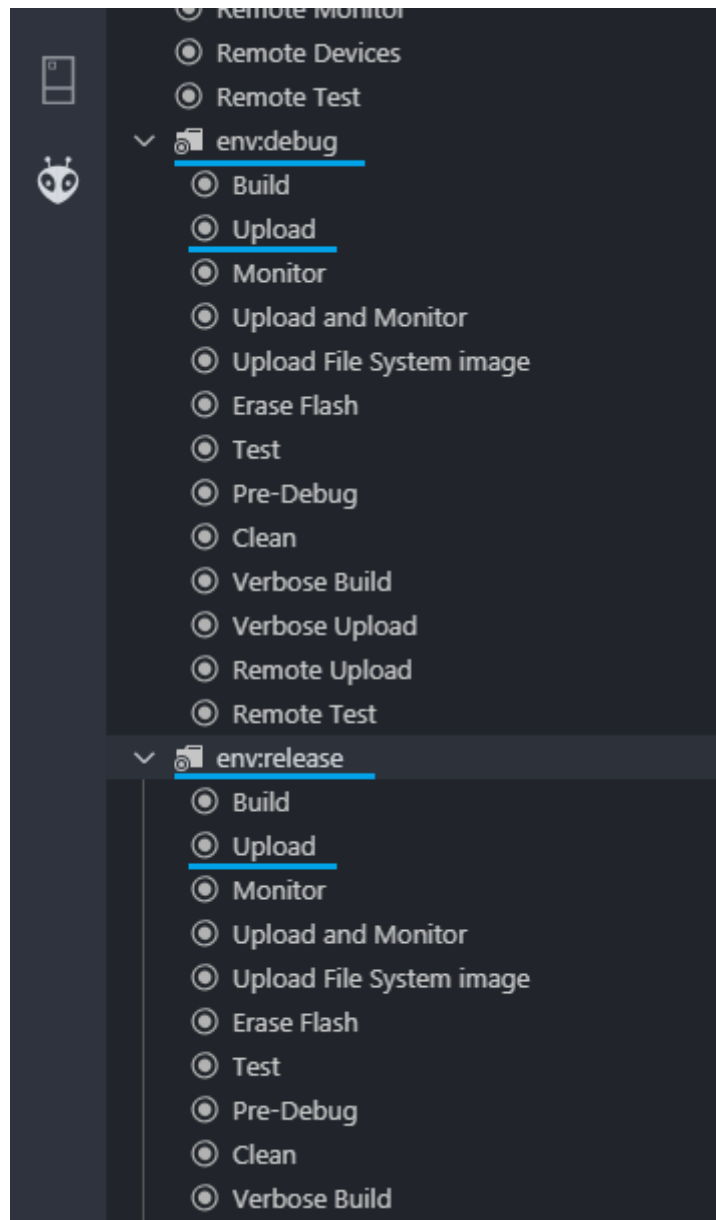 Remote Monitor
Remote Devices
Remote Test
env:debug
Build
Upload
Monitor
Upload and Monitor
Upload File System image
Erase Flash
Test
Pre-Debug
Clean
Verbose Build
Verbose Upload
Remote Upload
Remote Test
env:release
Build
Upload
Monitor
Upload and Monitor
Upload File System image
Erase Flash
Test
Pre-Debug
Clean
Verbose Build